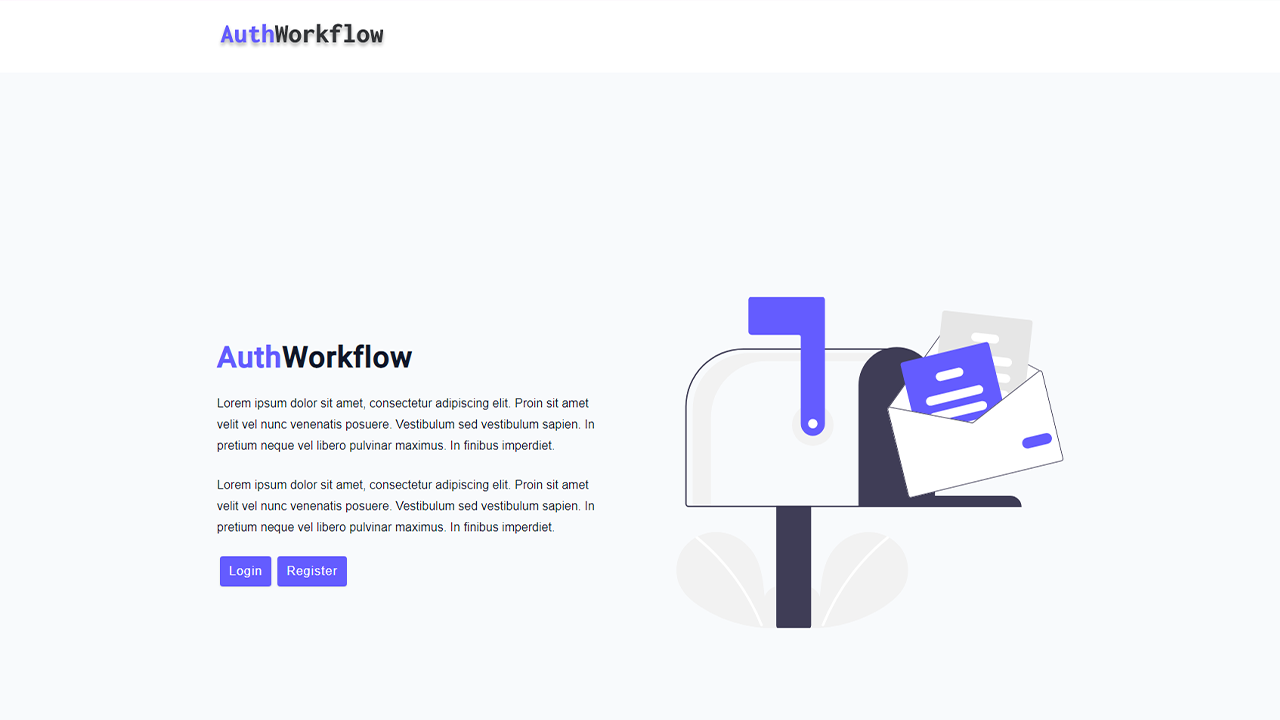 AuthWorkflow
AuthWorkflow
Lorem ipsum dolor sit amet, consectetur adipiscing elit. Proin sit amet
velit vel nunc venenatis posuere. Vestibulum sed vestibulum sapien. In
pretium neque vel libero pulvinar maximus. In finibus imperdiet.
Lorem ipsum dolor sit amet, consectetur adipiscing elit. Proin sit amet
velit vel nunc venenatis posuere. Vestibulum sed vestibulum sapien. In
pretium neque vel libero pulvinar maximus. In finibus imperdiet.
Login Register